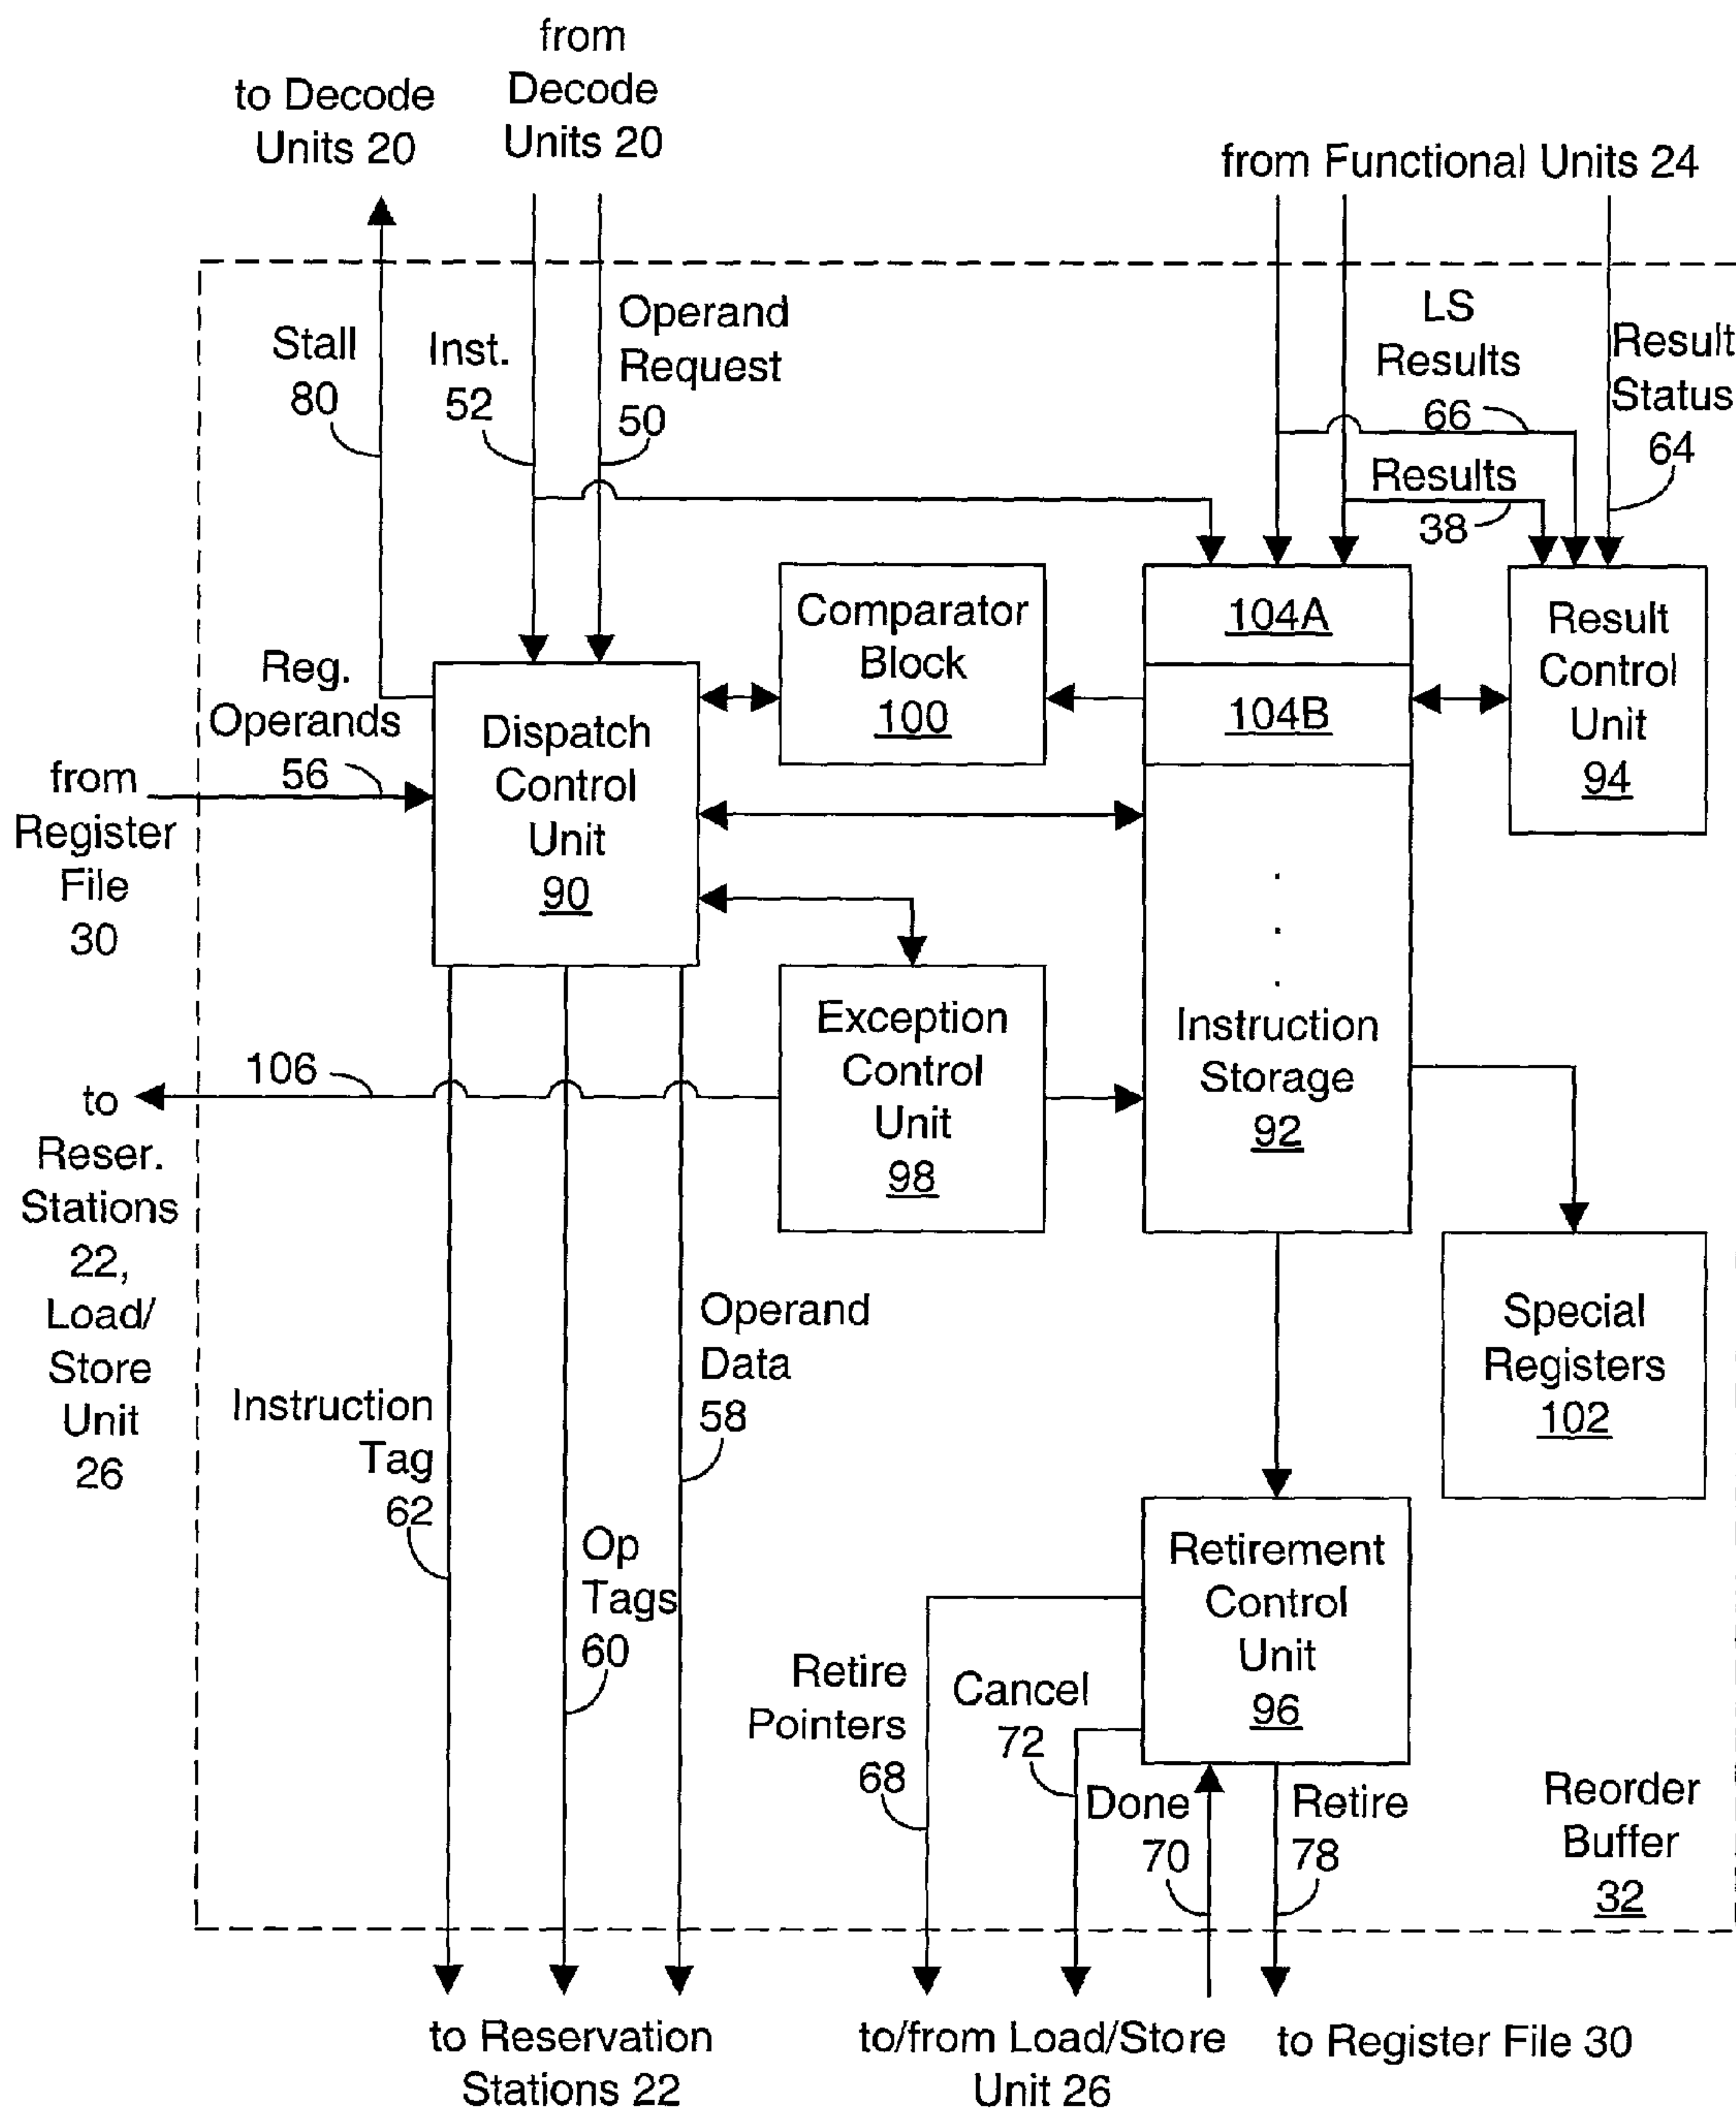 from
Decode
Units 20
to Decode
Units 20
from Functional Units 24
Stall
80
Inst.
52
Operand
Request
50
LS
Results
66
Result
Status
64
Results
38
Comparator
Block
100
104A
104B
Result
Control
Unit
94
Reg.
Operands
56
from
Register
File
30
Dispatch
Control
Unit
90
.
.
.
Instruction
Storage
92
Exception
Control
Unit
98
106
to
Reser.
Stations
22,
Load/
Store
Unit
26
Special
Registers
102
Operand
Data
58
Instruction
Tag
62
Op
Tags
60
Retirement
Control
Unit
96
Retire
Pointers
68
Cancel
72
Done
70
Retire
78
Reorder
Buffer
32
to Reservation
Stations 22
to/from Load/Store
Unit 26
to Register File 30